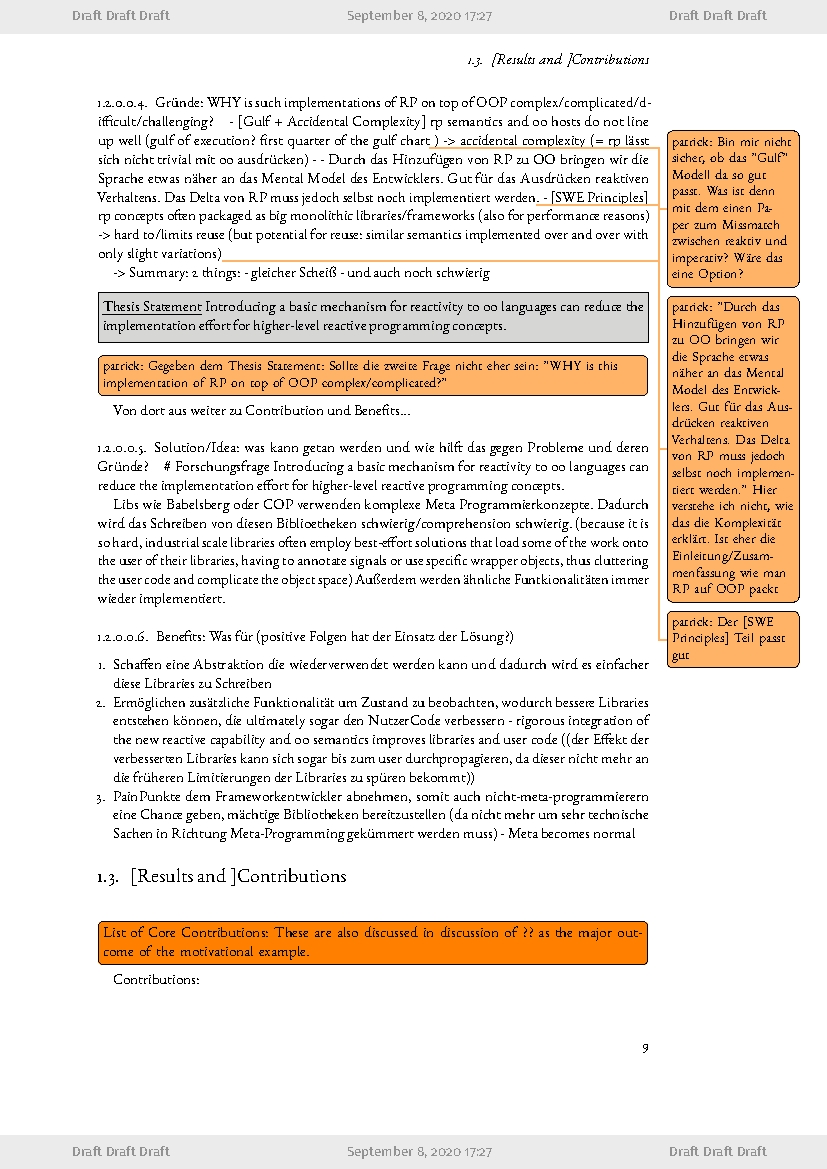 Draft Draft Draft September 8, 2020 17:27 Draft Draft Draft
1.3. [Results and ]Contributions
1.2.0.0.4. Gründe: WHY is such implementations of RP on top of OOP complex/complicated/d-
ifficult/challenging? - [Gulf + Accidental Complexity] rp semantics and oo hosts do not line
up well (gulf of execution? first quarter of the gulf chart ) -> accidental complexity (= rp lässt
sich nicht trivial mit oo ausdrücken) - - Durch das Hinzufügen von RP zu OO bringen wir die
Sprache etwas näher an das Mental Model des Entwicklers. Gut für das Ausdrücken reaktiven
Verhaltens. Das Delta von RP muss jedoch selbst noch implementiert werden. - [SWE Principles]
rp concepts often packaged as big monolithic libraries/frameworks (also for performance reasons)
-> hard to/limits reuse (but potential for reuse: similar semantics implemented over and over with
only slight variations)
-> Summary: 2 things: - gleicher Scheiß - und auch noch schwierig
Thesis Statement Introducing a basic mechanism for reactivity to oo languages can reduce the
implementation effort for higher-level reactive programming concepts.
patrick: Gegeben dem Thesis Statement: Sollte die zweite Frage nicht eher sein: "WHY is this
implementation of RP on top of OOP complex/complicated?"
Von dort aus weiter zu Contribution und Benefits...
1.2.0.0.5. Solution/Idea: was kann getan werden und wie hilft das gegen Probleme und deren
Gründe? # Forschungsfrage Introducing a basic mechanism for reactivity to oo languages can
reduce the implementation effort for higher-level reactive programming concepts.
Libs wie Babelsberg oder COP verwenden komplexe Meta Programmierkonzepte. Dadurch
wird das Schreiben von diesen Biblioetheken schwierig/comprehension schwierig. (because it is
so hard, industrial scale libraries often employ best-effort solutions that load some of the work onto
the user of their libraries, having to annotate signals or use specific wrapper objects, thus cluttering
the user code and complicate the object space) Außerdem werden ähnliche Funtkionalitäten immer
wieder implementiert.
1.2.0.0.6. Benefits: Was für (positive Folgen hat der Einsatz der Lösung?)
1. Schaffen eine Abstraktion die wiederverwendet werden kann und dadurch wird es einfacher
diese Libraries zu Schreiben
2. Ermöglichen zusätzliche Funktionalität um Zustand zu beobachten, wodurch bessere Libraries
entstehen können, die ultimately sogar den NutzerCode verbessern - rigorous integration of
the new reactive capability and oo semantics improves libraries and user code ((der Effekt der
verbesserten Libraries kann sich sogar bis zum user durchpropagieren, da dieser nicht mehr an
die früheren Limitierungen der Libraries zu spüren bekommt))
3. PainPunkte dem Frameworkentwickler abnehmen, somit auch nicht-meta-programmierern
eine Chance geben, mächtige Bibliotheken bereitzustellen (da nicht mehr um sehr technische
Sachen in Richtung Meta-Programming gekümmert werden muss) - Meta becomes normal
1.3. [Results and ]Contributions
List of Core Contributions: These are also discussed in discussion of ?? as the major out-
come of the motivational example.
Contributions:
patrick: Bin mir nicht
sicher, ob das "Gulf"
Modell da so gut
passt. Was ist denn
mit dem einen Pa-
per zum Missmatch
zwischen reaktiv und
imperativ? Wäre das
eine Option?
patrick: "Durch das
Hinzufügen von RP
zu OO bringen wir
die Sprache etwas
näher an das Mental
Model des Entwick-
lers. Gut für das Aus-
drücken reaktiven
Verhaltens. Das Delta
von RP muss jedoch
selbst noch implemen-
tiert werden." Hier
verstehe ich nicht, wie
das die Komplexität
erklärt. Ist eher die
Einleitung/Zusam-
menfassung wie man
RP auf OOP packt
patrick: Der [SWE
Principles] Teil passt
gut
9
Draft Draft Draft September 8, 2020 17:27 Draft Draft Draft